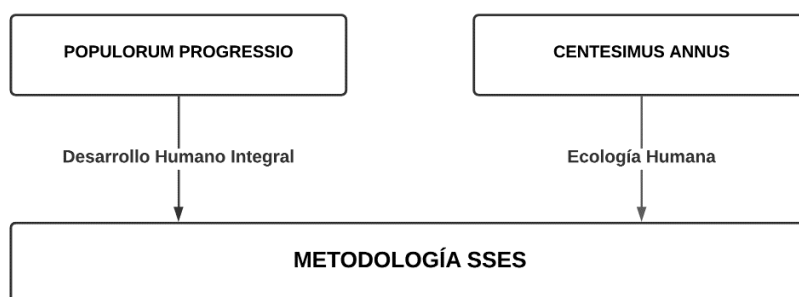 POPULORUM PROGRESSIO
CENTESIMUS ANNUS
Desarrollo Humano Integral
Ecología Humana
METODOLOGÍA SSES